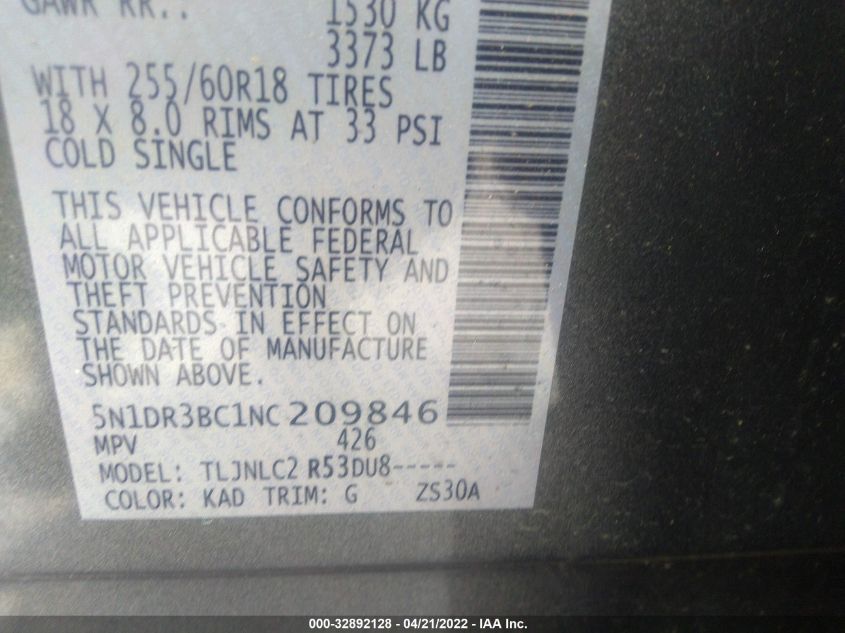 GAWR RR.: 1530 KG
3373 LB
WITH 255/60R18 TIRES
18 X 8.0 RIMS AT 33 PSI
COLD SINGLE
THIS VEHICLE CONFORMS TO
ALL APPLICABLE FEDERAL
MOTOR VEHICLE SAFETY AND
THEFT PREVENTION
STANDARDS IN EFFECT ON
THE DATE OF MANUFACTURE
SHOWN ABOVE.
5N1DR3BC1NC209846
MPV 426
MODEL: TLJNLC2 R53DU8-----
COLOR: KAD TRIM: G ZS30A
000-32892128 - 04/21/2022 - IAA Inc.